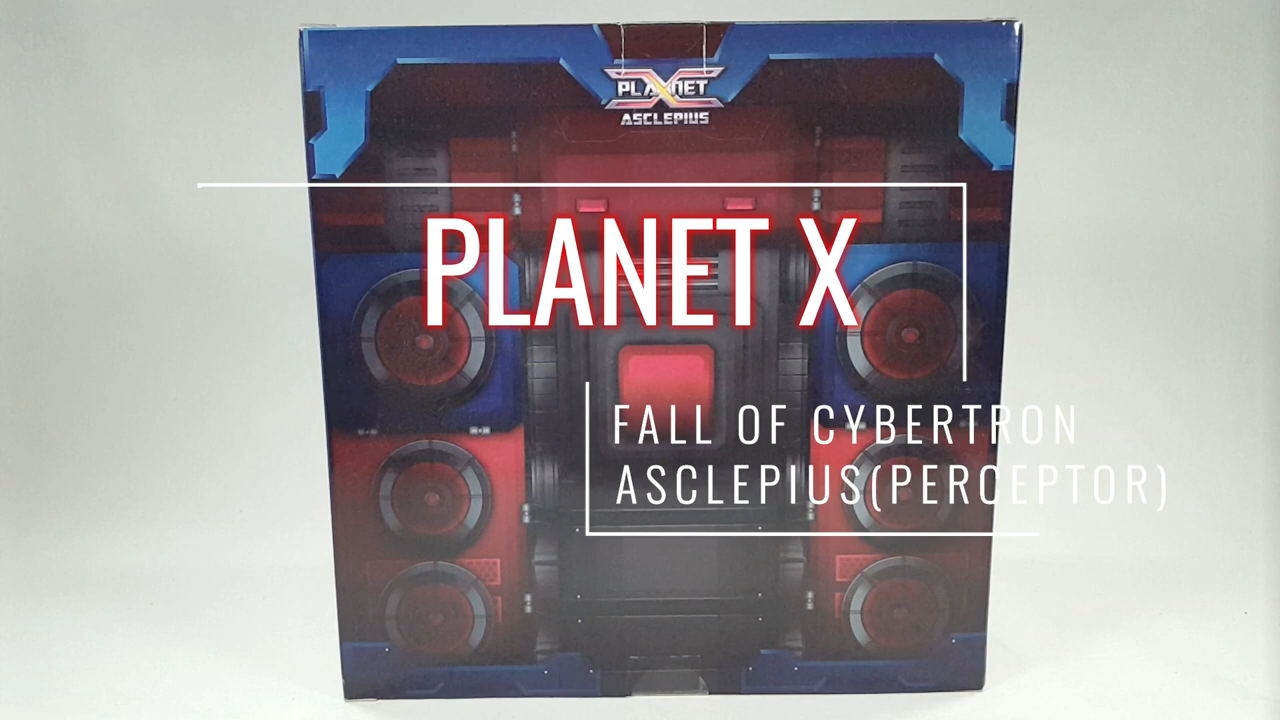 PLANET
ASCLEPIUS
PLANET X
FALL OF CYBERTRON
ASCLEPIUS(PERCEPTOR)